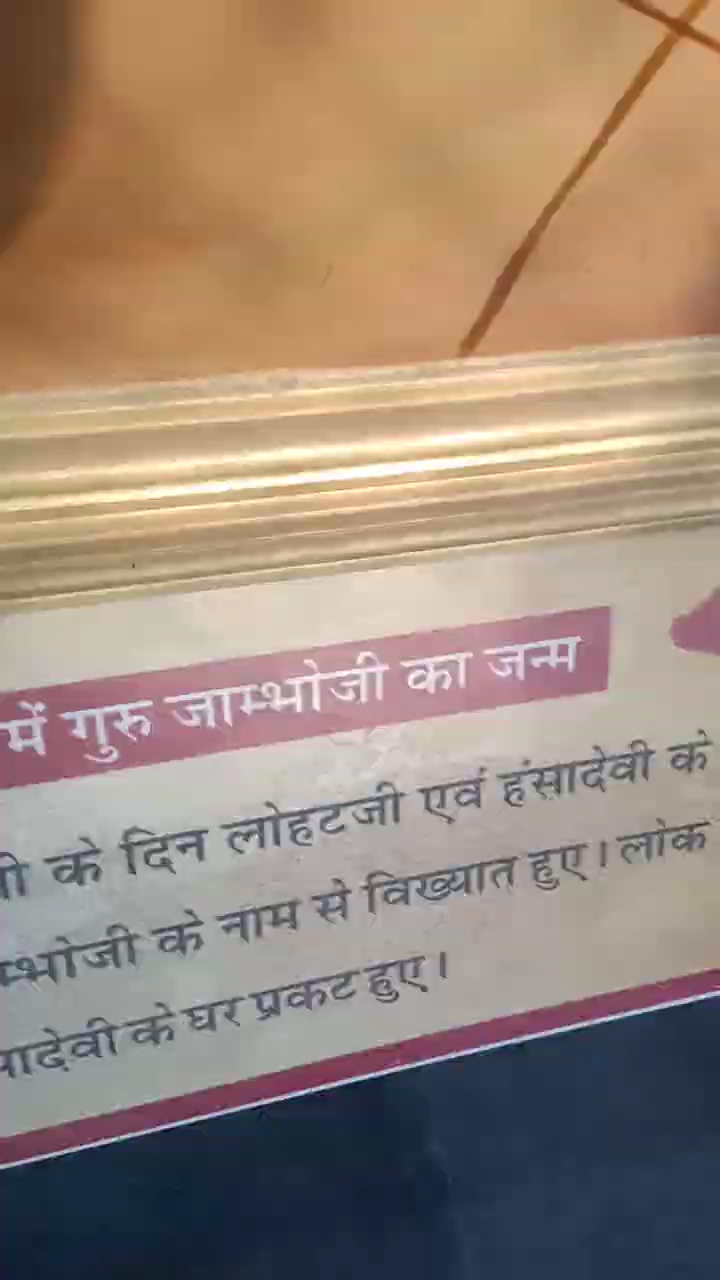 में गुरु जाम्भोजी का जन्म
के दिन लोहटजी एवं हंसादेवी के
म्भोजी के नाम से विख्यात हुए। लोक
सादेवी के घर प्रकट हुए।